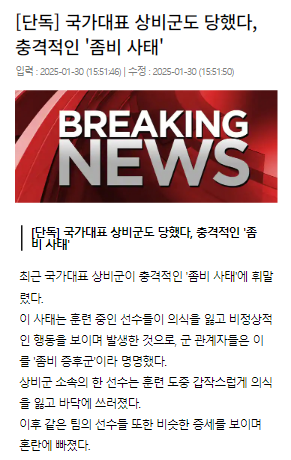 [단독] 국가대표 상비군도 당했다,
충격적인 '좀비 사태'
입력 : 2025-01-30 (15:51:46) | 수정 : 2025-01-30 (15:51:50)
BREAKING
NEWS
[단독] 국가대표 상비군도 당했다, 충격적인 '좀
비 사태'
최근 국가대표 상비군이 충격적인 '좀비 사태'에 휘말
렸다.
이 사태는 훈련 중인 선수들이 의식을 잃고 비정상적
인 행동을 보이며 발생한 것으로, 군 관계자들은 이
를 '좀비 증후군'이라 명명했다.
상비군 소속의 한 선수는 훈련 도중 갑작스럽게 의식
을 잃고 바닥에 쓰러졌다.
이후 같은 팀의 선수들 또한 비슷한 증세를 보이며
혼란에 빠졌다.